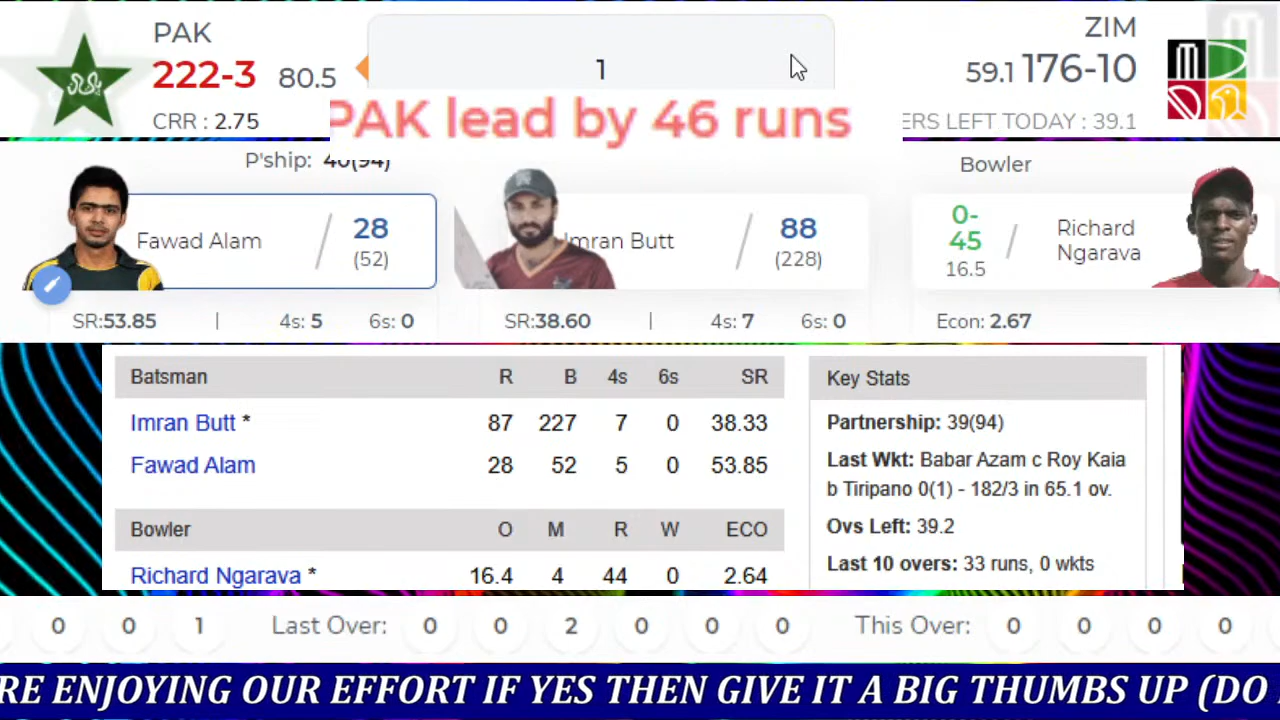 PAK
222-3 80.5
CRR : 2.75
1
PAK lead by 46 runs
ZIM
59.1 176-10
ERS LEFT TODAY : 39.1
P'ship: 40(94)
Fawad Alam
28
(52)
SR:53.85 | 4s: 5 6s: 0
Imran Butt
88
(228)
SR:38.60 | 4s: 7 6s: 0
Bowler
0-
45
16.5
Richard
Ngarava
Econ: 2.67
Batsman R B 4s 6s SR
Imran Butt * 87 227 7 0 38.33
Fawad Alam 28 52 5 0 53.85
Bowler O M R W ECO
Richard Ngarava * 16.4 4 44 0 2.64
Key Stats
Partnership: 39(94)
Last Wkt: Babar Azam c Roy Kaia
b Tiripano 0(1) - 182/3 in 65.1 ov.
Ovs Left: 39.2
Last 10 overs: 33 runs, 0 wkts
0 0 1 Last Over: 0 0 2 0 0 0 This Over: 0 0 0 0
RE ENJOYING OUR EFFORT IF YES THEN GIVE IT A BIG THUMBS UP (DO